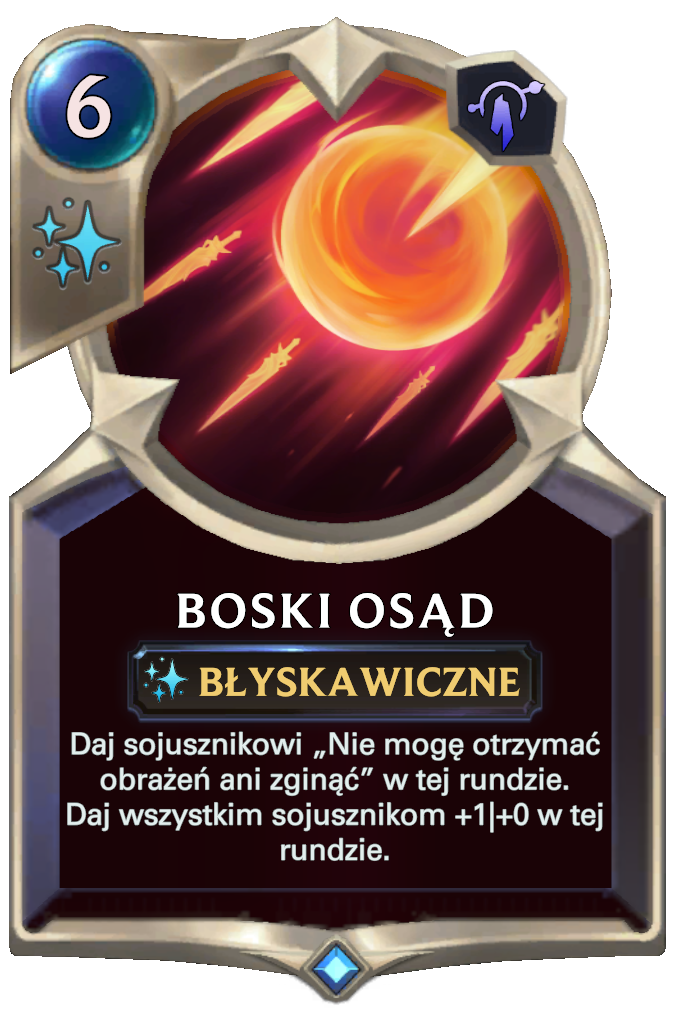 6
BOSKI OSĄD
BŁYSKAWICZNE
Daj sojusznikowi „Nie mogę otrzymać
obrażeń ani zginąć” w tej rundzie.
Daj wszystkim sojusznikom +1|+0 w tej
rundzie.